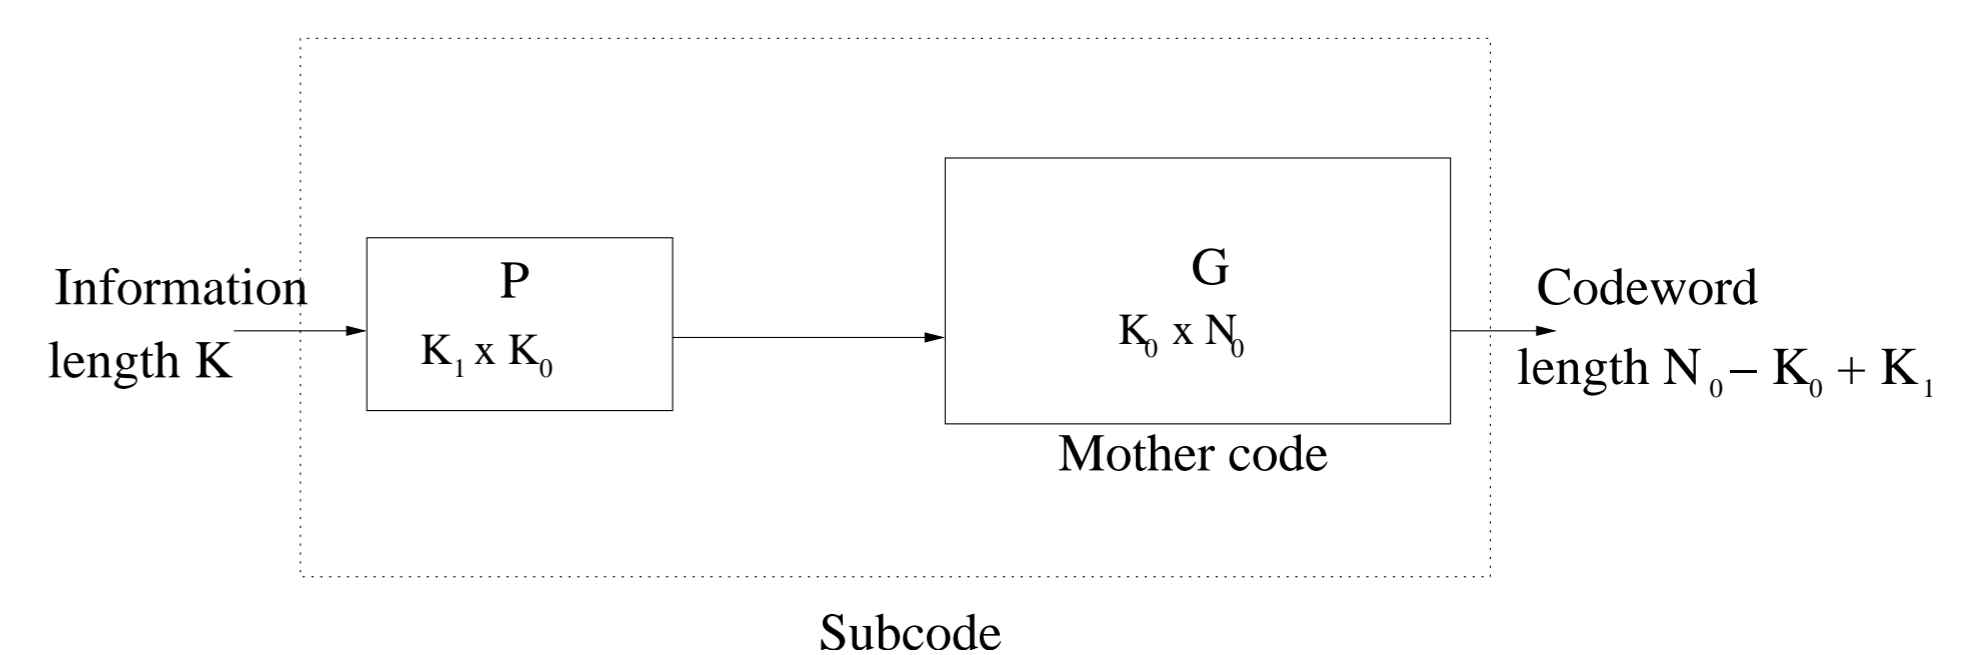 Information
length K
P
K₁ x K₀
G
K₀ x N₀
Mother code
Codeword
length N₀ – K₀ + K₁
Subcode